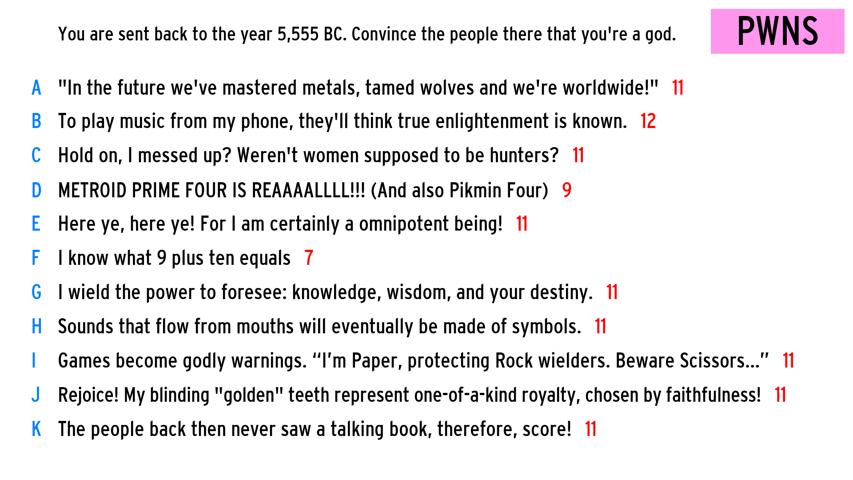 You are sent back to the year 5,555 BC. Convince the people there that you're a god.
PWNS
A "In the future we've mastered metals, tamed wolves and we're worldwide!" 11
B To play music from my phone, they'll think true enlightenment is known. 12
C Hold on, I messed up? Weren't women supposed to be hunters? 11
D METROID PRIME FOUR IS REAAAALLLL!!! (And also Pikmin Four) 9
E Here ye, here ye! For I am certainly a omnipotent being! 11
F I know what 9 plus ten equals 7
G I wield the power to foresee: knowledge, wisdom, and your destiny. 11
H Sounds that flow from mouths will eventually be made of symbols. 11
I Games become godly warnings. “I’m Paper, protecting Rock wielders. Beware Scissors...” 11
J Rejoice! My blinding "golden" teeth represent one-of-a-kind royalty, chosen by faithfulness! 11
K The people back then never saw a talking book, therefore, score! 11